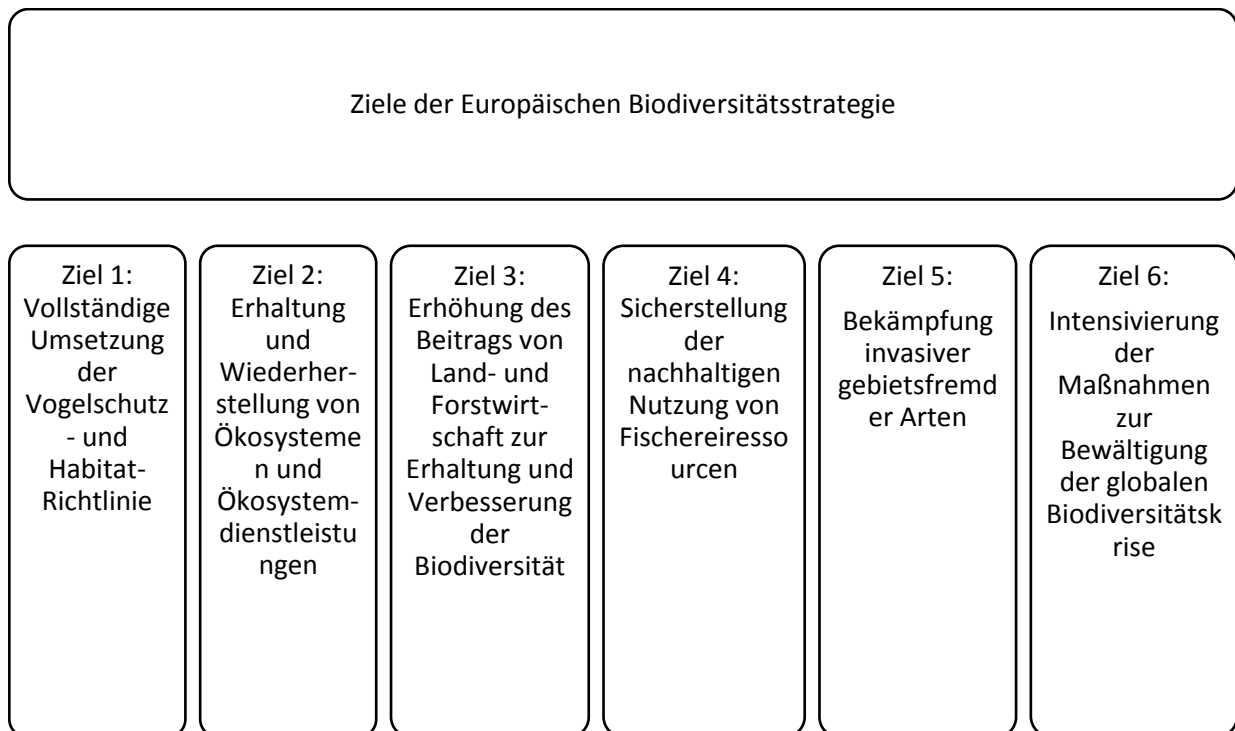 Ziele der Europäischen Biodiversitätsstrategie
Ziel 1:
Vollständige
Umsetzung
der
Vogelschutz
- und
Habitat-
Richtlinie
Ziel 2:
Erhaltung
und
Wiederher-
stellung von
Ökosysteme
n und
Ökosystem-
dienstleistu
ngen
Ziel 3:
Erhöhung des
Beitrags von
Land- und
Forstwirt-
schaft zur
Erhaltung und
Verbesserung
der
Biodiversität
Ziel 4:
Sicherstellung
der
nachhaltigen
Nutzung von
Fischereiresso
urcen
Ziel 5:
Bekämpfung
invasiver
gebietsfremd
er Arten
Ziel 6:
Intensivierung
der
Maßnahmen
zur
Bewältigung
der globalen
Biodiversitätsk
rise